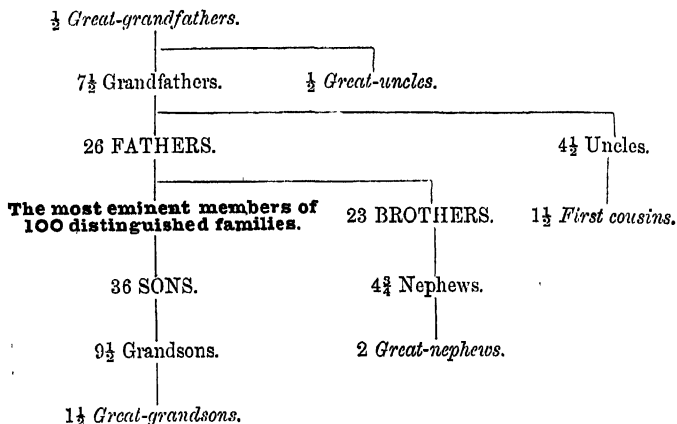 ½ Great-grandfathers.
7½ Grandfathers. ½ Great-uncles.
26 FATHERS. 4½ Uncles.
The most eminent members of
100 distinguished families. 23 BROTHERS. 1½ First cousins.
36 SONS. 4¾ Nephews.
9½ Grandsons. 2 Great-nephews.
1½ Great-grandsons.